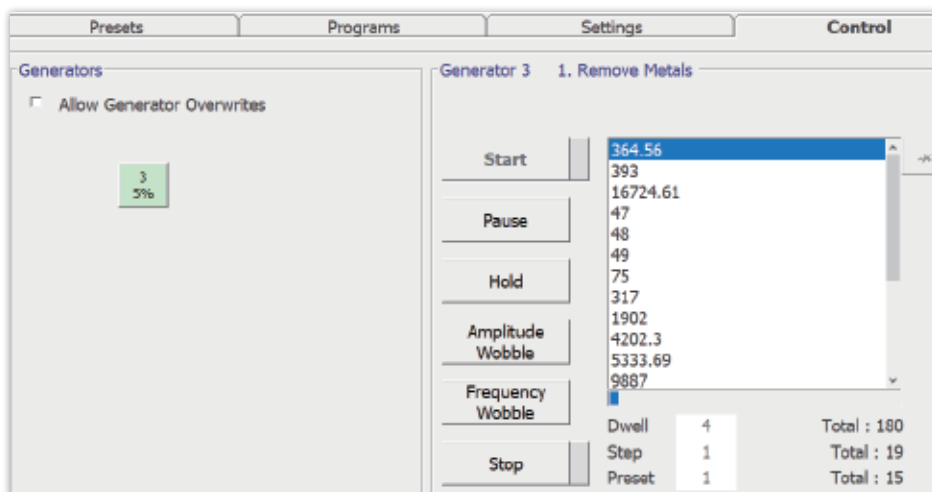 Presets Programs Settings Control
Generators
Allow Generator Overwrites
3
5%
Generator 3 1. Remove Metals
Start
Pause
Hold
Amplitude
Wobble
Frequency
Wobble
Stop
364.56
393
16724.61
47
48
49
75
317
1902
4202.3
5333.69
9887
Dwell 4 Total : 180
Step 1 Total : 19
Preset 1 Total : 15